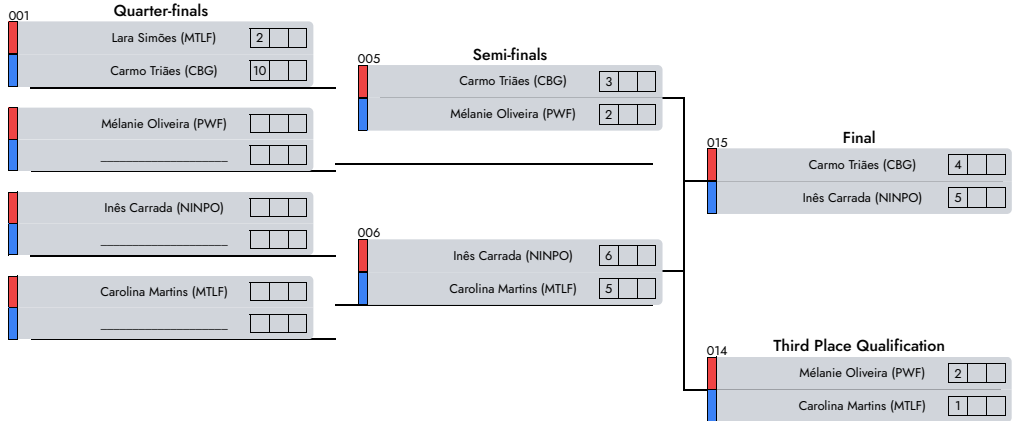 Quarter-finals
001
Lara Simões (MTLF) 2
Carmo Triães (CBG) 10
Mélanie Oliveira (PWF)
____________________
Inês Carrada (NINPO)
____________________
Carolina Martins (MTLF)
____________________
Semi-finals
005
Carmo Triães (CBG) 3
Mélanie Oliveira (PWF) 2
006
Inês Carrada (NINPO) 6
Carolina Martins (MTLF) 5
Final
015
Carmo Triães (CBG) 4
Inês Carrada (NINPO) 5
Third Place Qualification
014
Mélanie Oliveira (PWF) 2
Carolina Martins (MTLF) 1